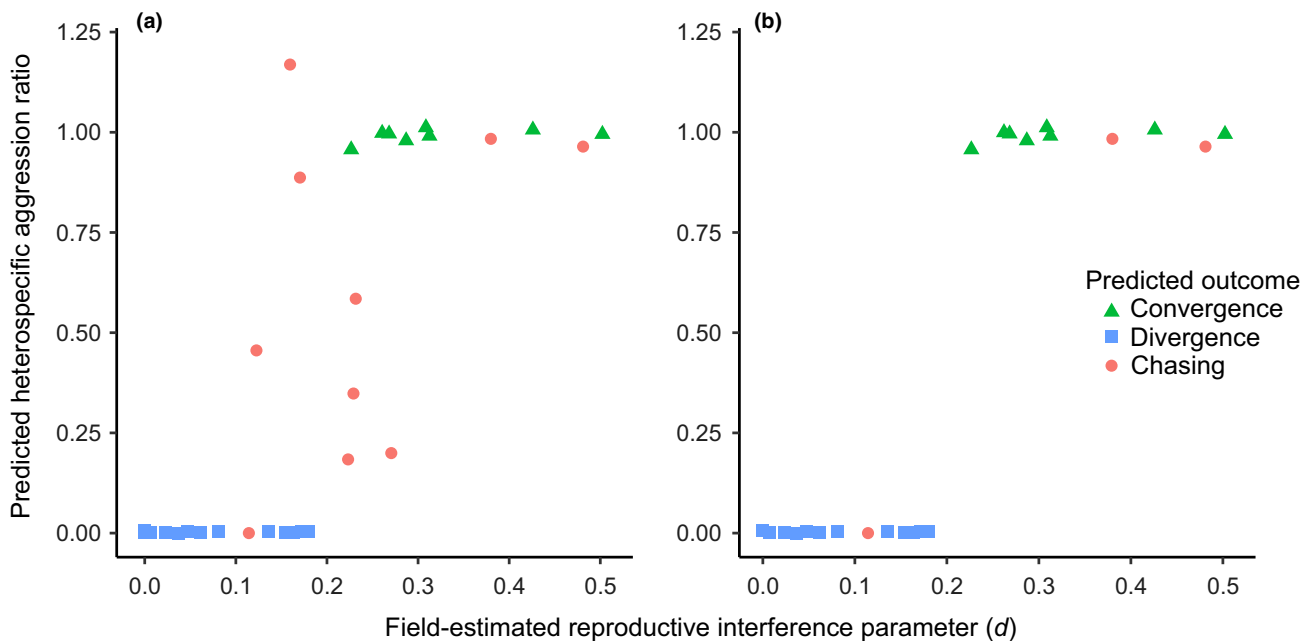 (a)
(b)
Predicted heterospecific aggression ratio
1.25
1.00
0.75
0.50
0.25
0.00
0.0 0.1 0.2 0.3 0.4 0.5
1.25
1.00
0.75
0.50
0.25
0.00
0.0 0.1 0.2 0.3 0.4 0.5
Predicted outcome
Convergence
Divergence
Chasing
Field-estimated reproductive interference parameter (d)